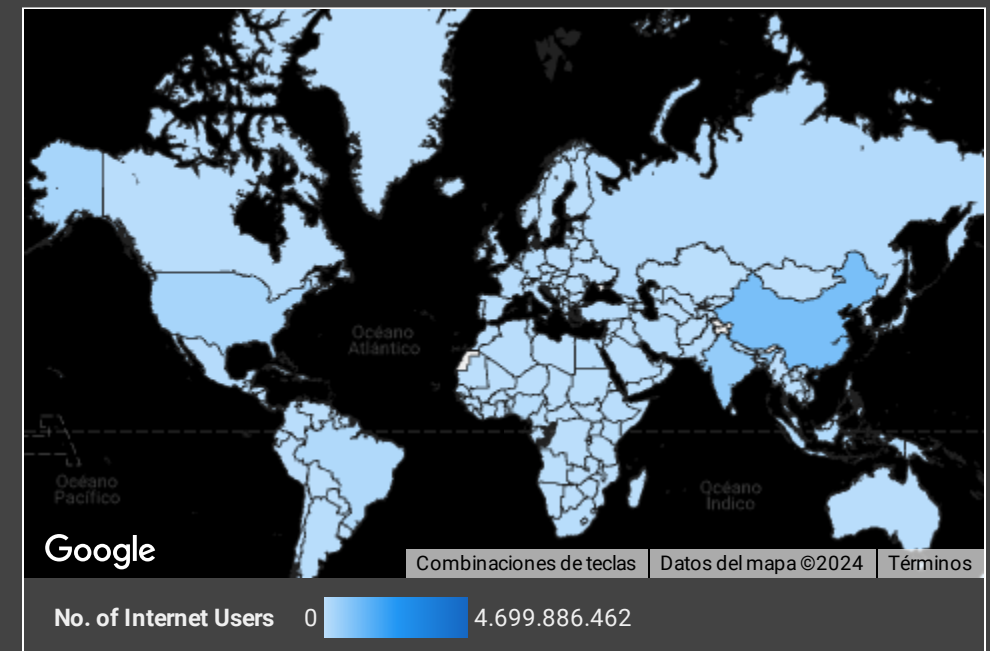 Océano
Atlántico
Océano
Pacífico
Océano
Índico
Google
Combinaciones de teclas
Datos del mapa ©2024
Términos
No. of Internet Users 0 4.699.886.462